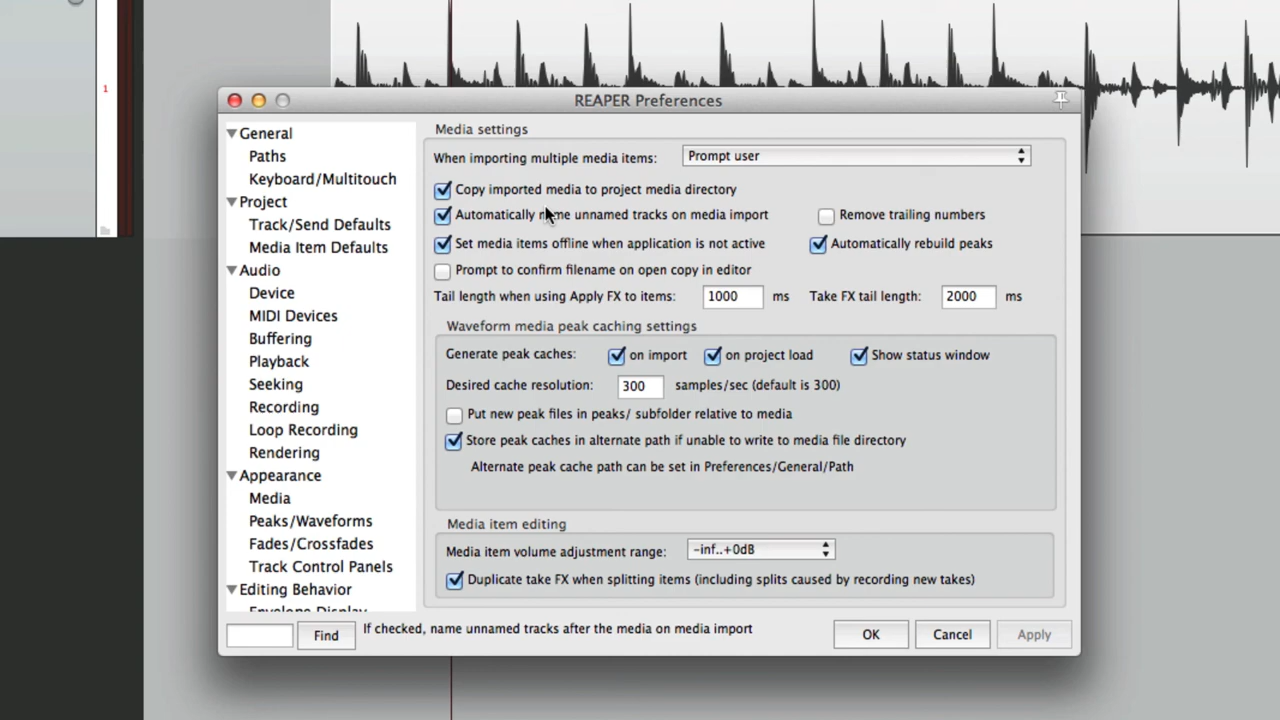 1
REAPER Preferences
General
Paths
Keyboard/Multitouch
Project
Track/Send Defaults
Media Item Defaults
Audio
Device
MIDI Devices
Buffering
Playback
Seeking
Recording
Loop Recording
Rendering
Appearance
Media
Peaks/Waveforms
Fades/Crossfades
Track Control Panels
Editing Behavior
Envelope Display
Find
Media settings
When importing multiple media items: Prompt user
Copy imported media to project media directory
Automatically name unnamed tracks on media import Remove trailing numbers
Set media items offline when application is not active Automatically rebuild peaks
Prompt to confirm filename on open copy in editor
Tail length when using Apply FX to items: 1000 ms Take FX tail length: 2000 ms
Waveform media peak caching settings
Generate peak caches: on import on project load Show status window
Desired cache resolution: 300 samples/sec (default is 300)
Put new peak files in peaks/ subfolder relative to media
Store peak caches in alternate path if unable to write to media file directory
Alternate peak cache path can be set in Preferences/General/Path
Media item editing
Media item volume adjustment range: -inf..+0dB
Duplicate take FX when splitting items (including splits caused by recording new takes)
If checked, name unnamed tracks after the media on media import
OK Cancel Apply